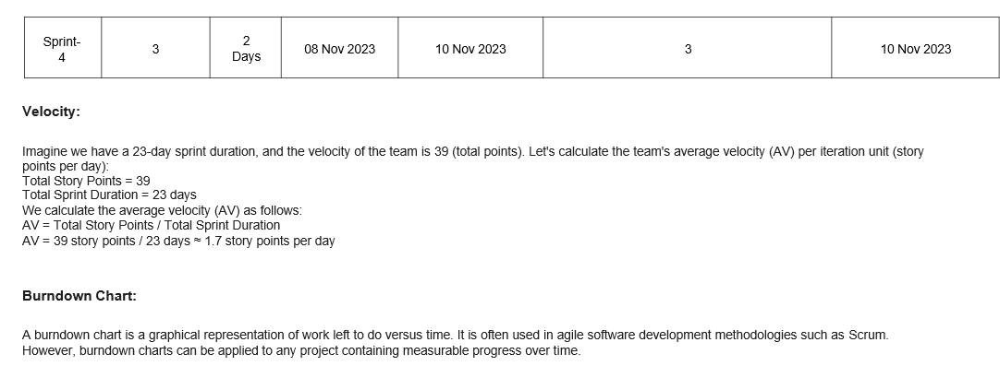 Sprint-
4
3
2
Days
08 Nov 2023
10 Nov 2023
3
10 Nov 2023
Velocity:
Imagine we have a 23-day sprint duration, and the velocity of the team is 39 (total points). Let's calculate the team's average velocity (AV) per iteration unit (story
points per day):
Total Story Points = 39
Total Sprint Duration = 23 days
We calculate the average velocity (AV) as follows:
AV = Total Story Points / Total Sprint Duration
AV = 39 story points / 23 days ≈ 1.7 story points per day
Burndown Chart:
A burndown chart is a graphical representation of work left to do versus time. It is often used in agile software development methodologies such as Scrum.
However, burndown charts can be applied to any project containing measurable progress over time.